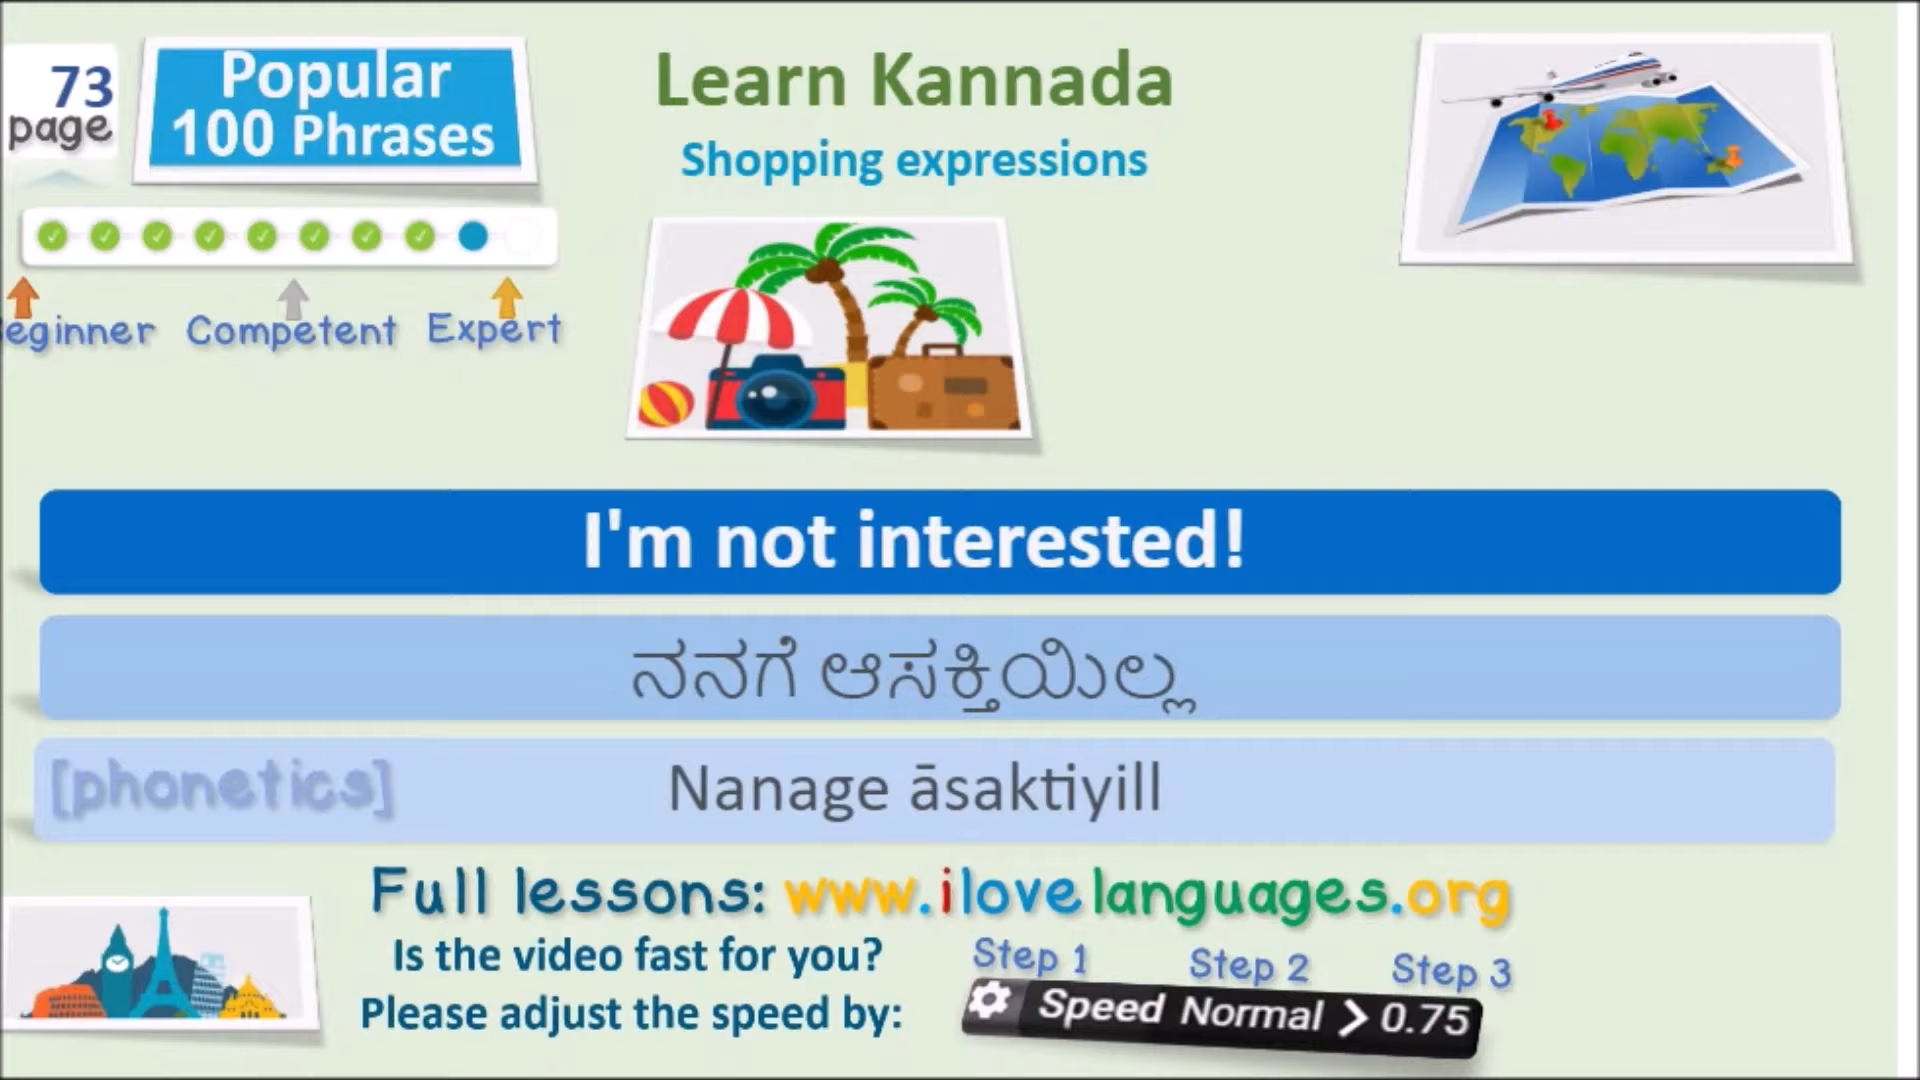 73
page
Popular
100 Phrases
Learn Kannada
Shopping expressions
eginner Competent Expert
I'm not interested!
ನನಗೆ ಆಸಕ್ತಿಯಿಲ್ಲ
[phonetics] Nanage āsaktiyill
Full lessons: www.ilovelanguages.org
Is the video fast for you?
Please adjust the speed by:
Step 1 Step 2 Step 3
Speed Normal > 0.75